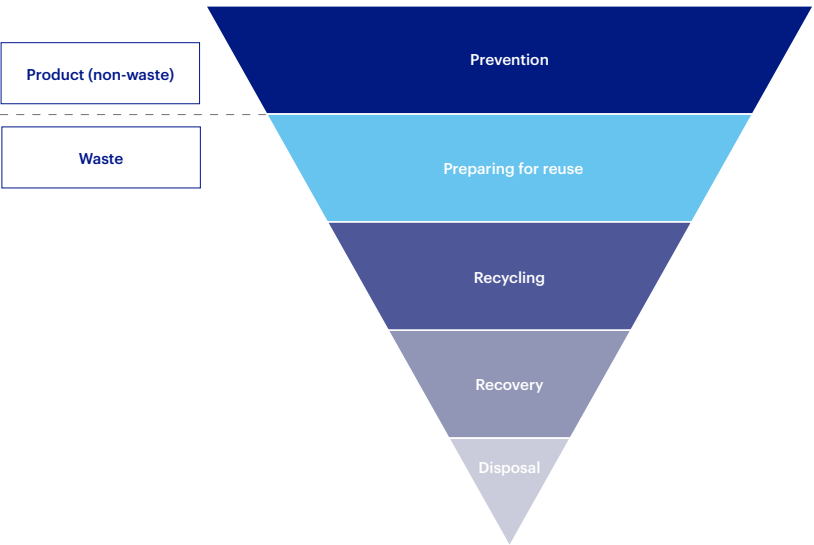 Prevention
Product (non-waste)
Waste
Preparing for reuse
Recycling
Recovery
Disposal